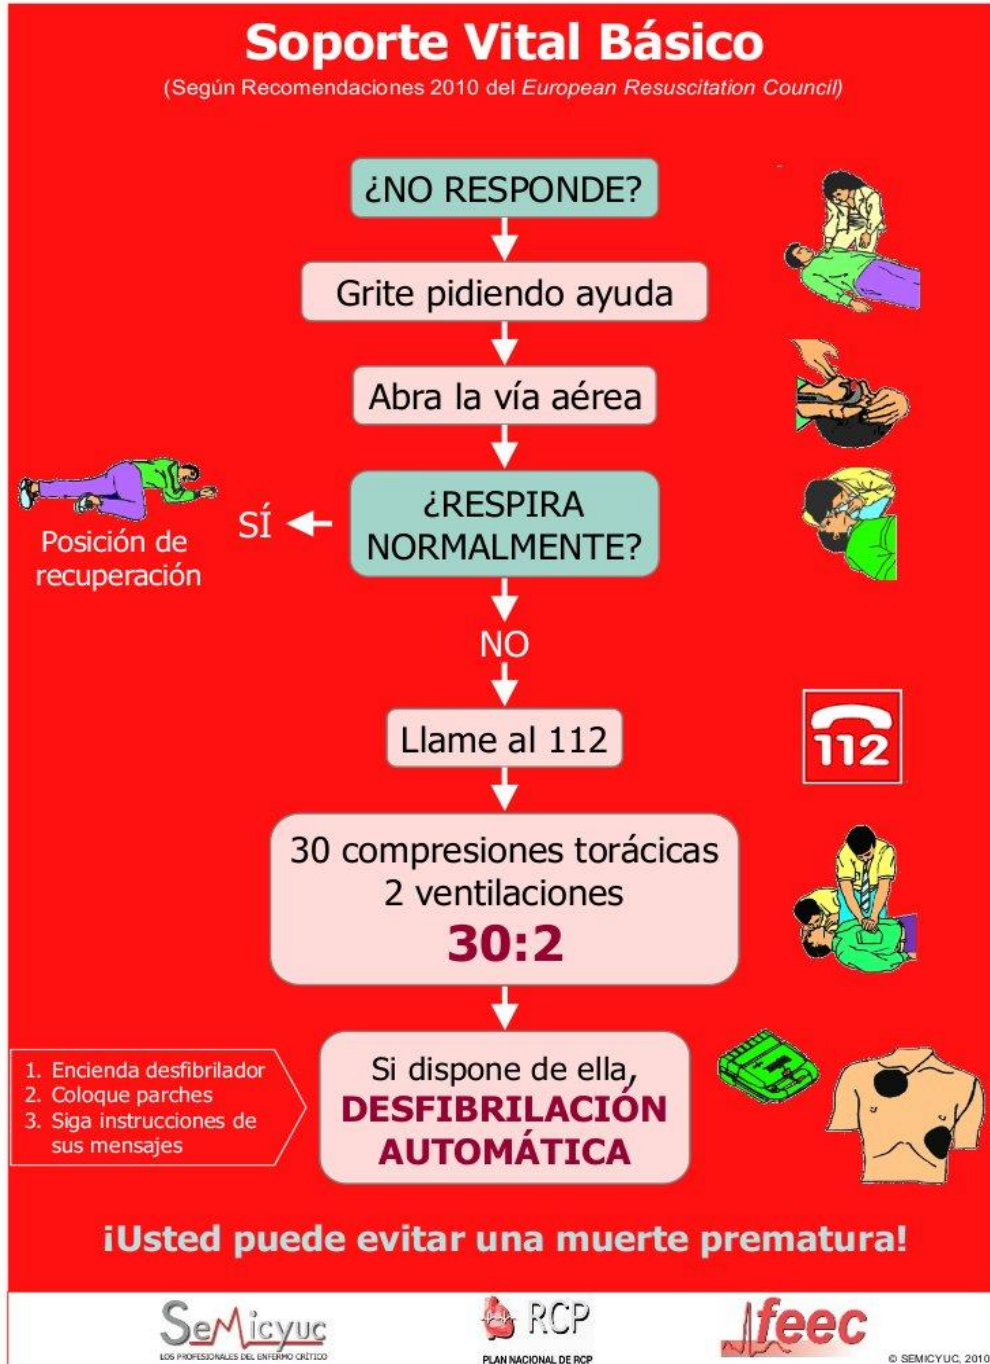 Soporte Vital Básico
(Según Recomendaciones 2010 del European Resuscitation Council)
¿NO RESPONDE?
Grite pidiendo ayuda
Abra la vía aérea
¿RESPIRA
NORMALMENTE?
SÍ
Posición de
recuperación
NO
Llame al 112
112
30 compresiones torácicas
2 ventilaciones
30:2
1. Encienda desfibrilador
2. Coloque parches
3. Siga instrucciones de
sus mensajes
Si dispone de ella,
DESFIBRILACIÓN
AUTOMÁTICA
¡Usted puede evitar una muerte prematura!
SeMicyuc
LOS PROFESIONALES DEL ENFERMO CRÍTICO
RCP
PLAN NACIONAL DE RCP
feec
© SEMICYUC, 2010